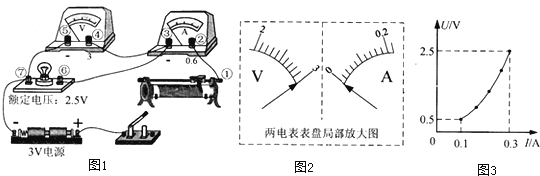 ⑤ V ④
- 3
③ A ②
- 0.6
①
⑦ ⑥
额定电压：2.5V
- +
3V电源
图1
2 3
V
0 0.2
A
两电表表盘局部放大图
图2
U/V
2.5
0.5
0 0.1 0.3 I/A
图3